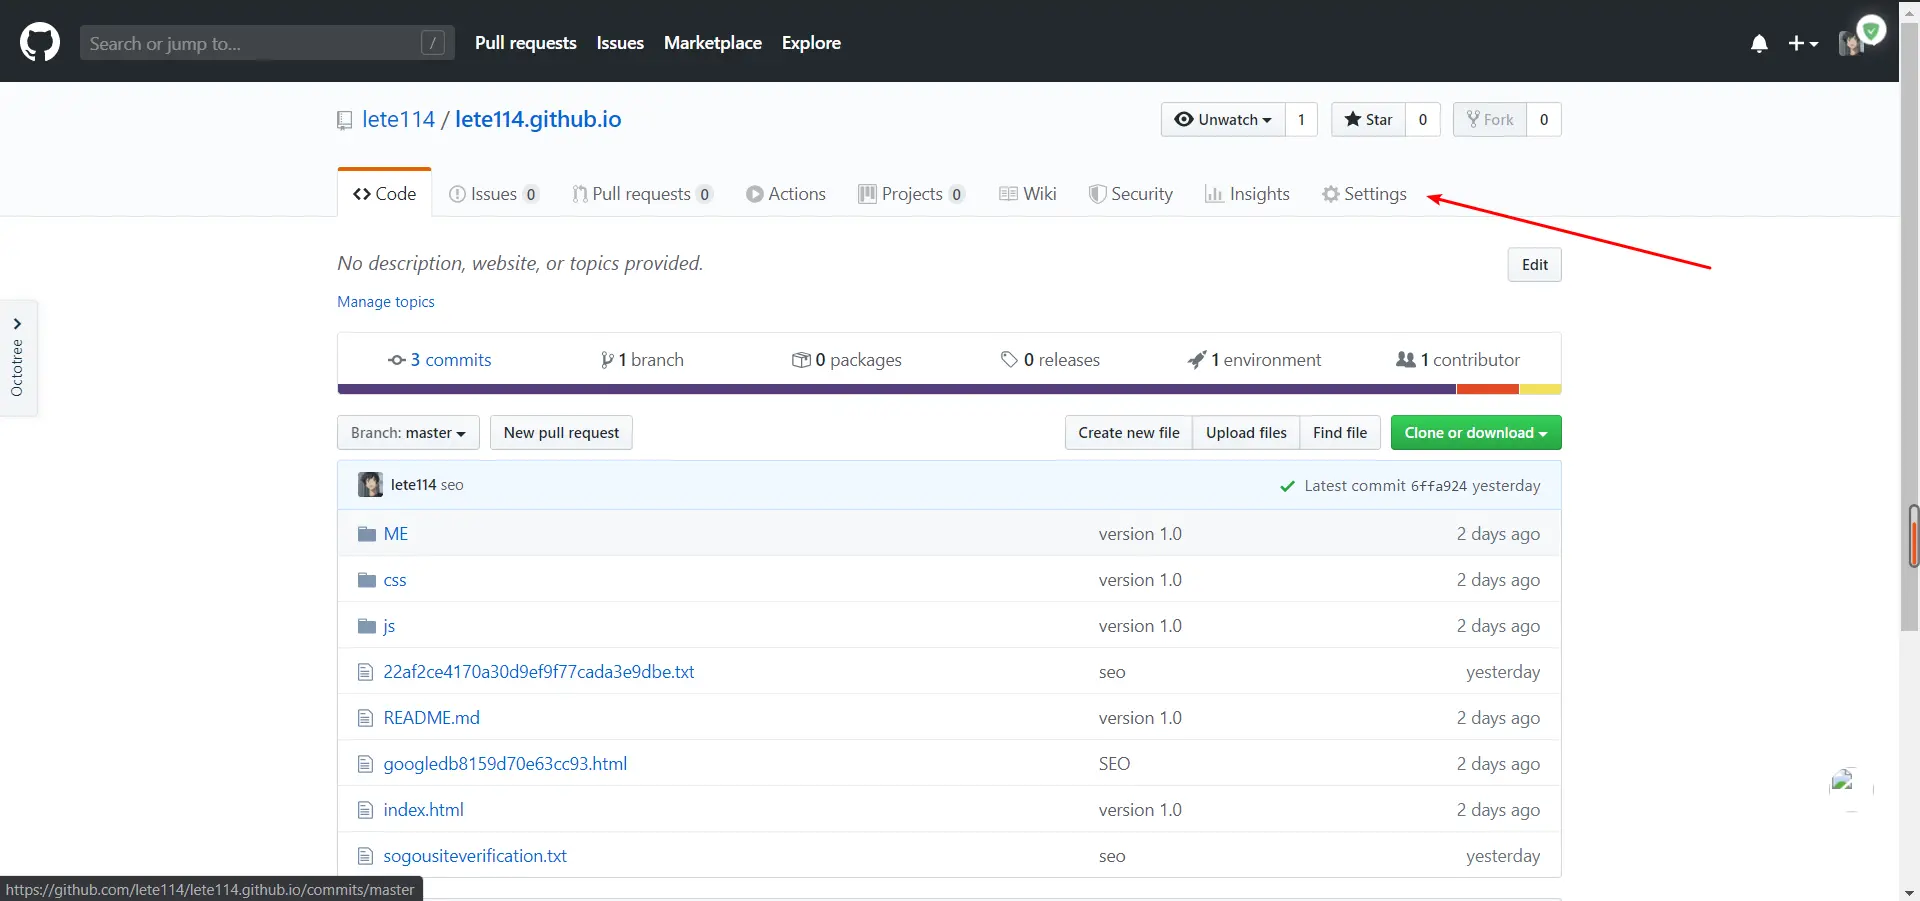 Search or jump to... / Pull requests Issues Marketplace Explore
lete114 / lete114.github.io Unwatch 1 Star 0 Fork 0
Code Issues 0 Pull requests 0 Actions Projects 0 Wiki Security Insights Settings
No description, website, or topics provided. Edit
Manage topics
Octotree
3 commits 1 branch 0 packages 0 releases 1 environment 1 contributor
Branch: master New pull request Create new file Upload files Find file Clone or download
lete114 seo Latest commit 6ffa924 yesterday
ME version 1.0 2 days ago
css version 1.0 2 days ago
js version 1.0 2 days ago
22af2ce4170a30d9ef9f77cada3e9dbe.txt seo yesterday
README.md version 1.0 2 days ago
googledb8159d70e63cc93.html SEO 2 days ago
index.html version 1.0 2 days ago
sogousiteverification.txt seo yesterday
https://github.com/lete114/lete114.github.io/commits/master